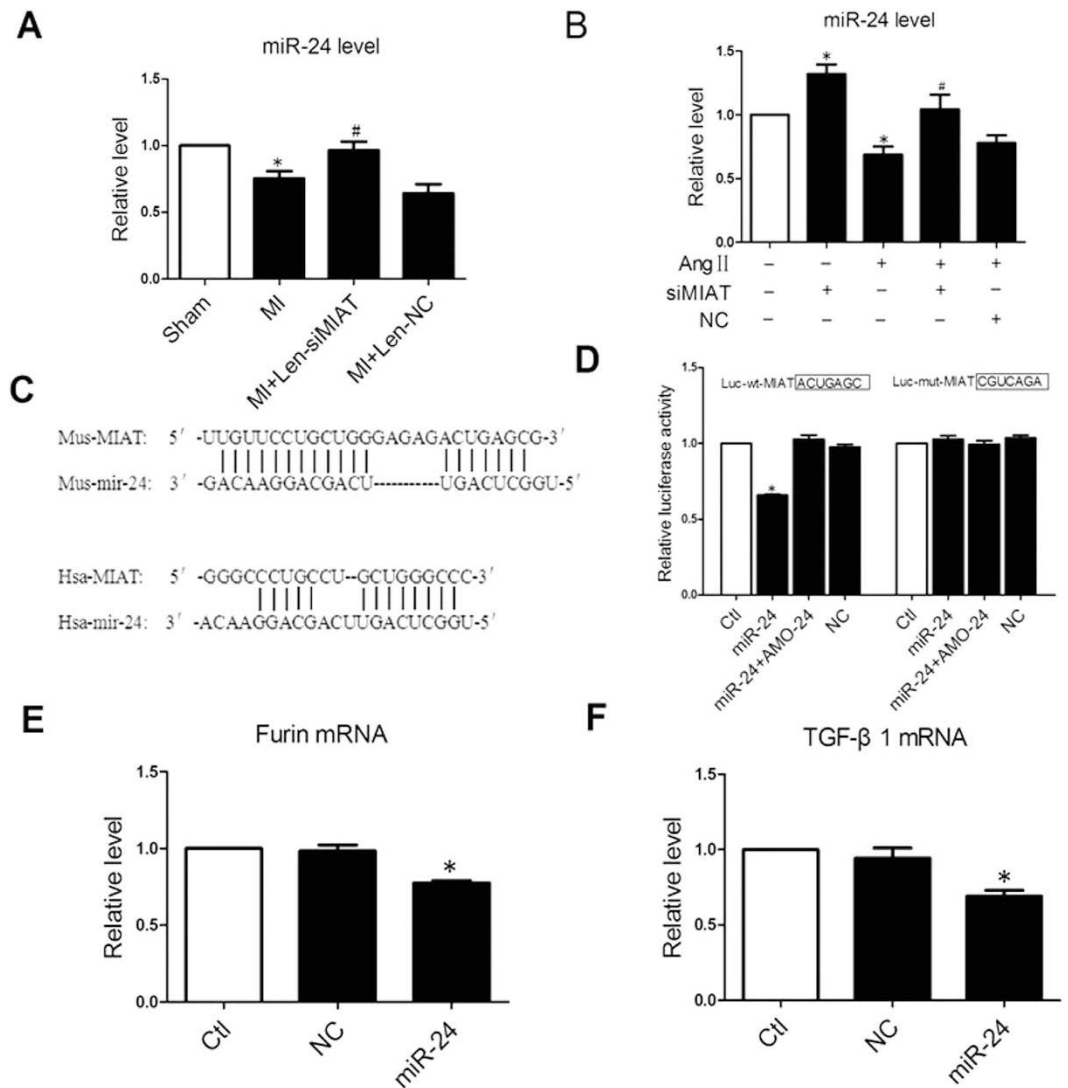 A
miR-24 level
Relative level
1.5
1.0
0.5
0.0
*
#
Sham
MI
MI+Len-siMIAT
MI+Len-NC
B
miR-24 level
Relative level
1.5
1.0
0.5
0.0
*
*
#
Ang II − − + + +
siMIAT − + − + −
NC − − − − +
C
Mus-MIAT: 5′ -UUGUUCCUGCUGGGAGAGACUGAGCG-3′
Mus-mir-24: 3′ -GACAAGGACGACU-----------UGACUCGGU-5′
Hsa-MIAT: 5′ -GGGCCCUGCCU--GCUGGGCCC-3′
Hsa-mir-24: 3′ -ACAAGGACGACUUGACUCGGU-5′
D
Relative luciferase activity
1.5
1.0
0.5
0.0
Luc-wt-MIAT ACUGAGC
Luc-mut-MIAT CGUCAGA
*
Ctl
miR-24
miR-24+AMO-24
NC
Ctl
miR-24
miR-24+AMO-24
NC
E
Furin mRNA
Relative level
1.5
1.0
0.5
0.0
*
Ctl
NC
miR-24
F
TGF-β 1 mRNA
Relative level
1.5
1.0
0.5
0.0
*
Ctl
NC
miR-24